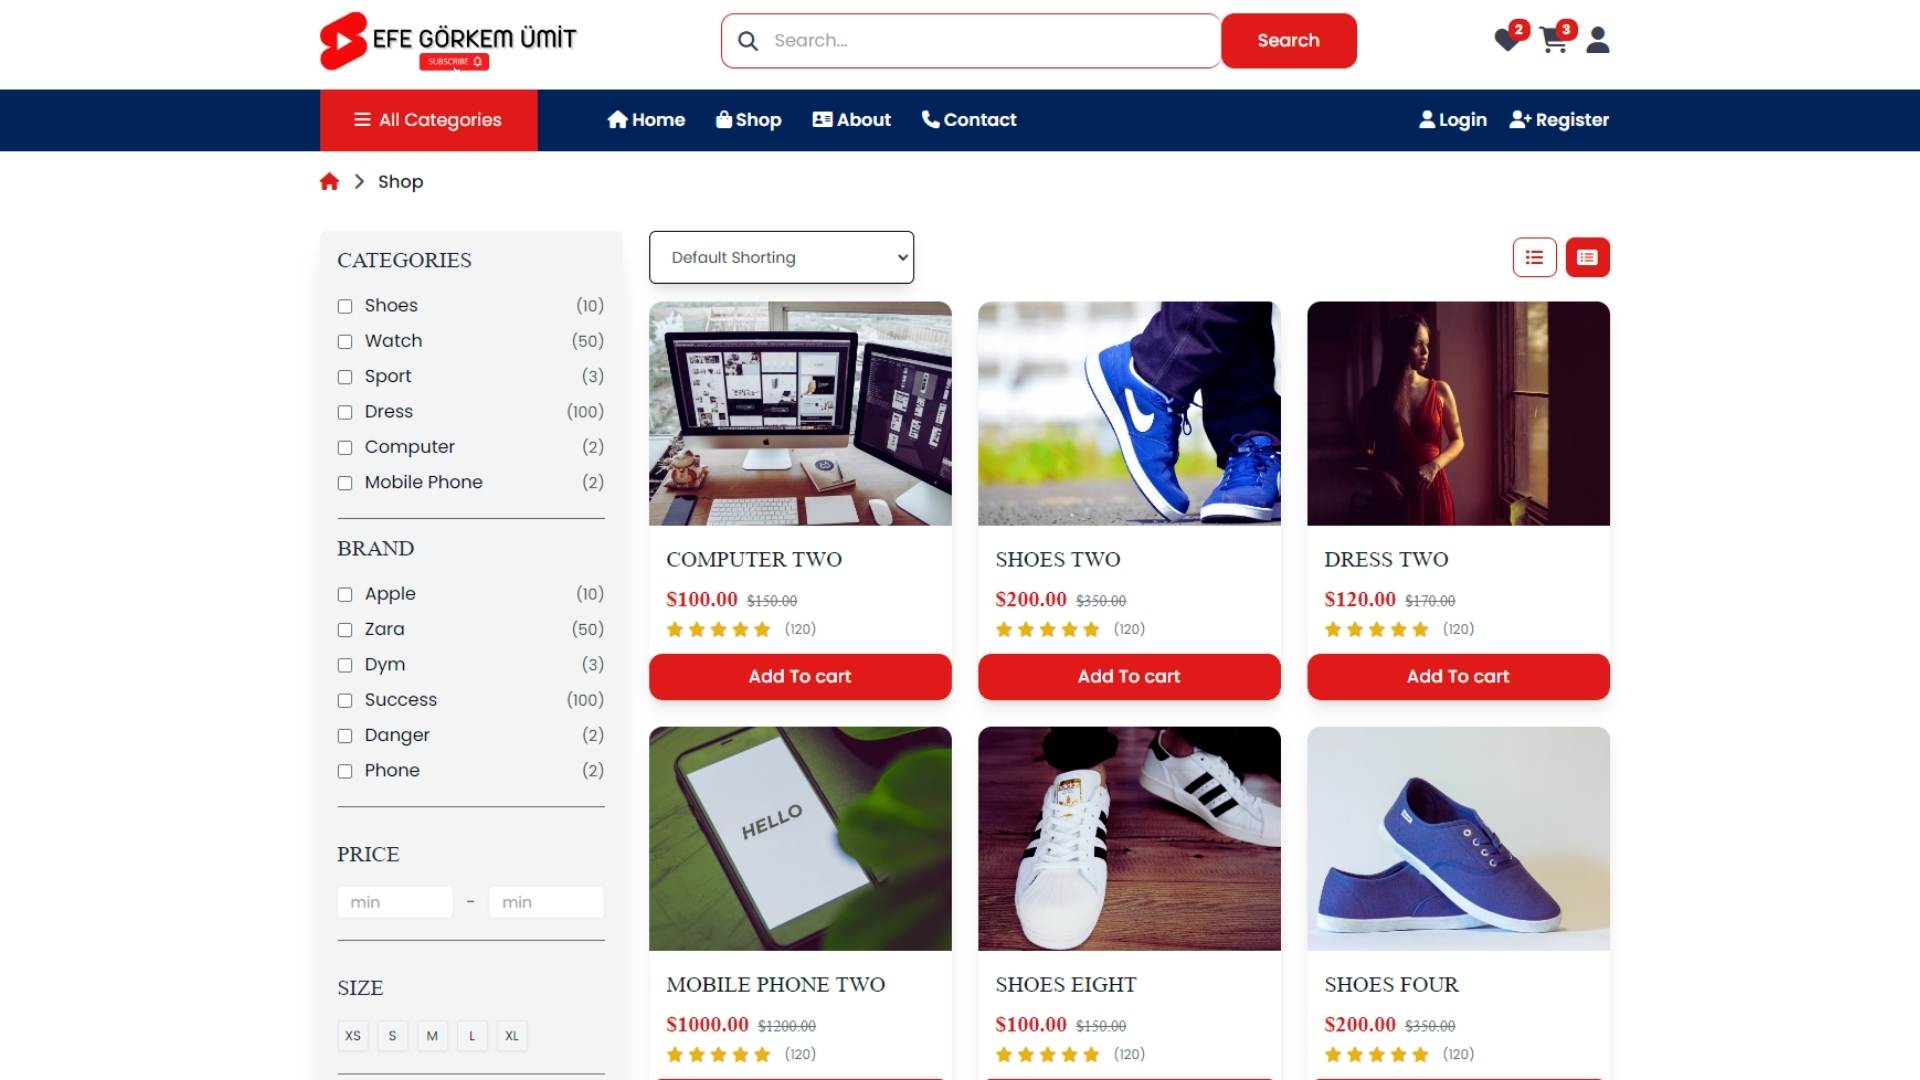 EFE GÖRKEM ÜMİT
SUBSCRIBE
Search...
Search
2
3
All Categories
Home
Shop
About
Contact
Login
Register
Shop
CATEGORIES
Shoes (10)
Watch (50)
Sport (3)
Dress (100)
Computer (2)
Mobile Phone (2)
BRAND
Apple (10)
Zara (50)
Dym (3)
Success (100)
Danger (2)
Phone (2)
PRICE
min - min
SIZE
XS S M L XL
Default Shorting
COMPUTER TWO
$100.00 $150.00
(120)
Add To cart
SHOES TWO
$200.00 $350.00
(120)
Add To cart
DRESS TWO
$120.00 $170.00
(120)
Add To cart
HELLO
MOBILE PHONE TWO
$1000.00 $1200.00
(120)
SHOES EIGHT
$100.00 $150.00
(120)
SHOES FOUR
$200.00 $350.00
(120)